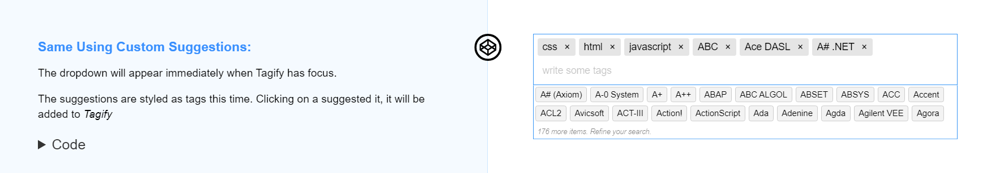 Same Using Custom Suggestions:
The dropdown will appear immediately when Tagify has focus.
The suggestions are styled as tags this time. Clicking on a suggested it, it will be
added to Tagify
Code
css × html × javascript × ABC × Ace DASL × A# .NET ×
write some tags
A# (Axiom) A-0 System A+ A++ ABAP ABC ALGOL ABSET ABSYS ACC Accent
ACL2 Avicsoft ACT-III Action! ActionScript Ada Adenine Agda Agilent VEE Agora
176 more items. Refine your search.